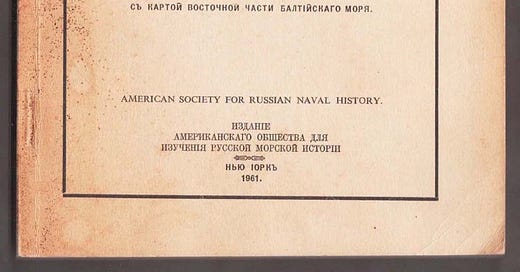 СЪ КАРТОЙ ВОСТОЧНОЙ ЧАСТИ БАЛТІЙСКАГО МОРЯ.
AMERICAN SOCIETY FOR RUSSIAN NAVAL HISTORY.
ИЗДАНІЕ
АМЕРИКАНСКАГО ОБЩЕСТВА ДЛЯ
ИЗУЧЕНІЯ РУССКОЙ МОРСКОЙ ИСТОРІИ
НЬЮ ІОРКЪ
1961.